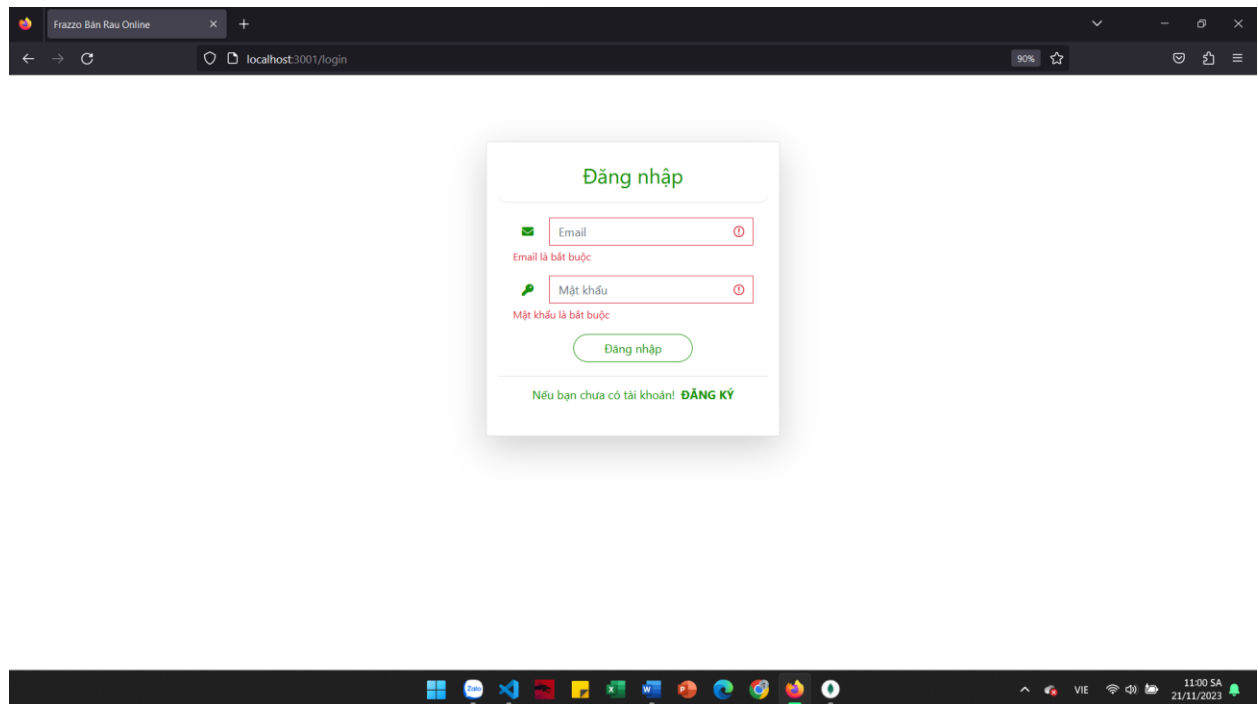 Frazzo Bán Rau Online
localhost:3001/login
90%
Đăng nhập
Email
Email là bắt buộc
Mật khẩu
Mật khẩu là bắt buộc
Đăng nhập
Nếu bạn chưa có tài khoản! ĐĂNG KÝ
Zalo
VIE
11:00 SA
21/11/2023